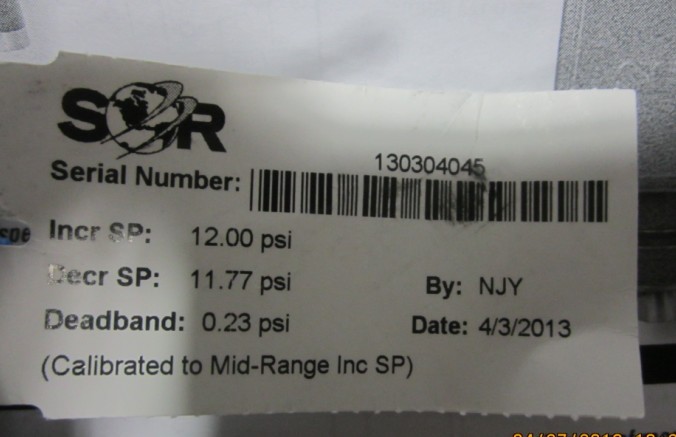 SOR
130304045
Serial Number:
Incr SP: 12.00 psi
Decr SP: 11.77 psi By: NJY
Deadband: 0.23 psi Date: 4/3/2013
(Calibrated to Mid-Range Inc SP)